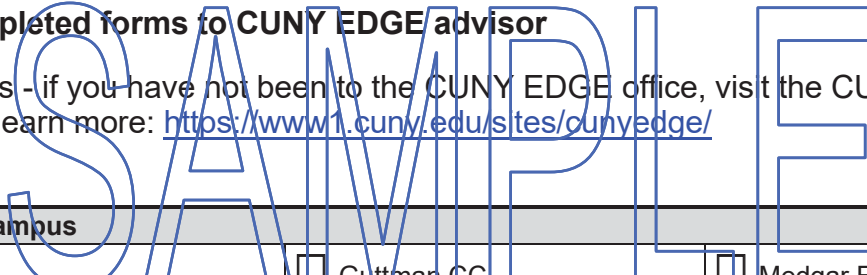 pleted forms to CUNY EDGE advisor
s - if you have not been to the CUNY EDGE office, visit the CU
earn more: https://www1.cuny.edu/sites/cunyedge/
SAMPLE
ampus
Guttman CC
Medgar E